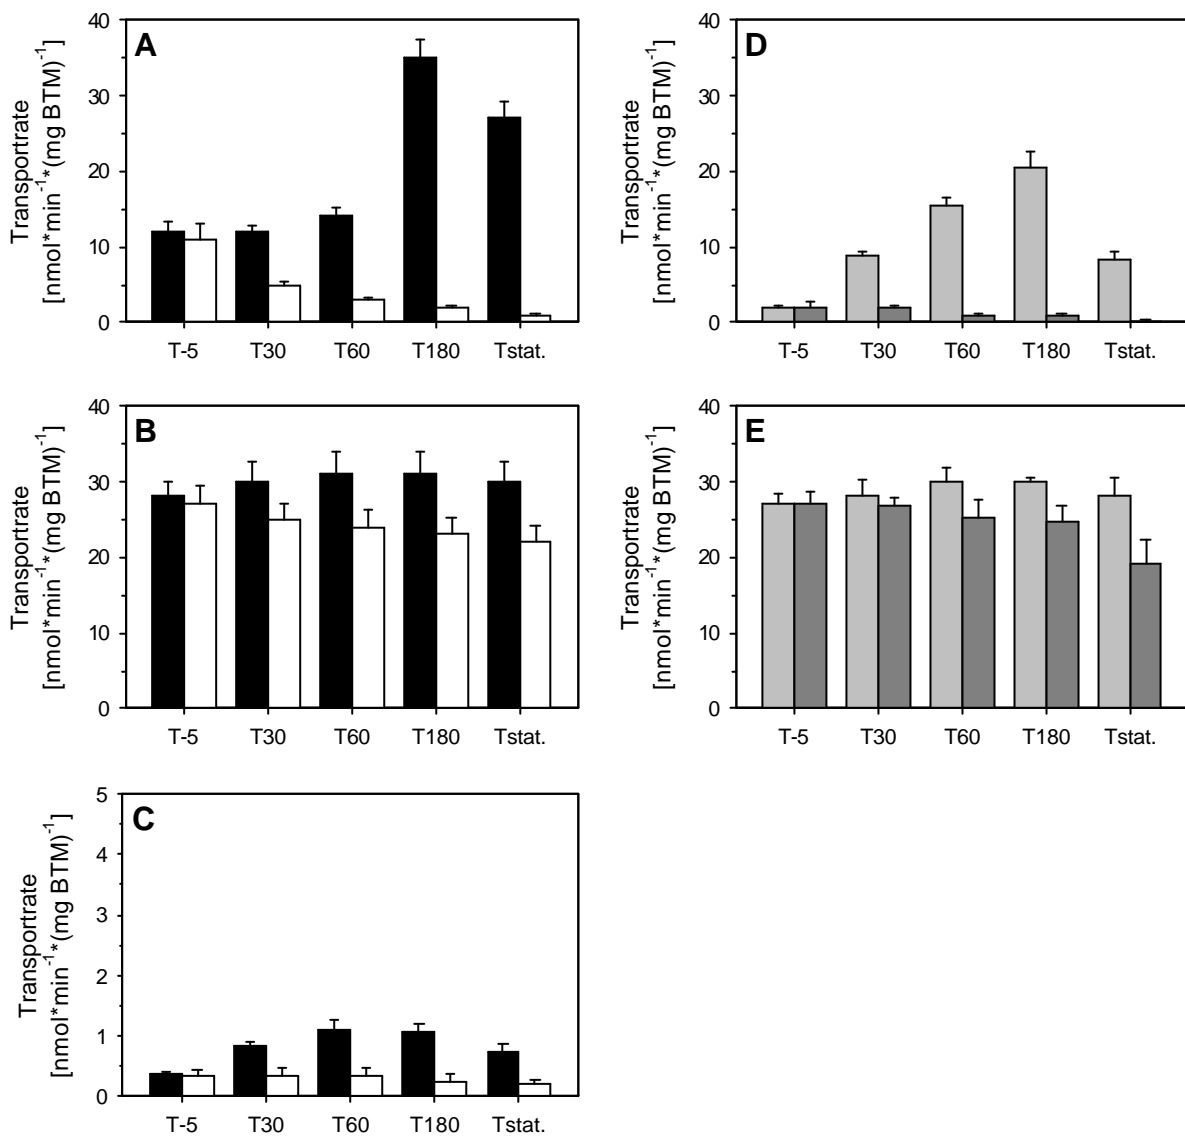 A
Transportrate
[nmol*min⁻¹*(mg BTM)⁻¹]
40
30
20
10
0
T-5 T30 T60 T180 Tstat.
D
Transportrate
[nmol*min⁻¹*(mg BTM)⁻¹]
40
30
20
10
0
T-5 T30 T60 T180 Tstat.
B
Transportrate
[nmol*min⁻¹*(mg BTM)⁻¹]
40
30
20
10
0
T-5 T30 T60 T180 Tstat.
E
Transportrate
[nmol*min⁻¹*(mg BTM)⁻¹]
40
30
20
10
0
T-5 T30 T60 T180 Tstat.
C
Transportrate
[nmol*min⁻¹*(mg BTM)⁻¹]
5
4
3
2
1
0
T-5 T30 T60 T180 Tstat.